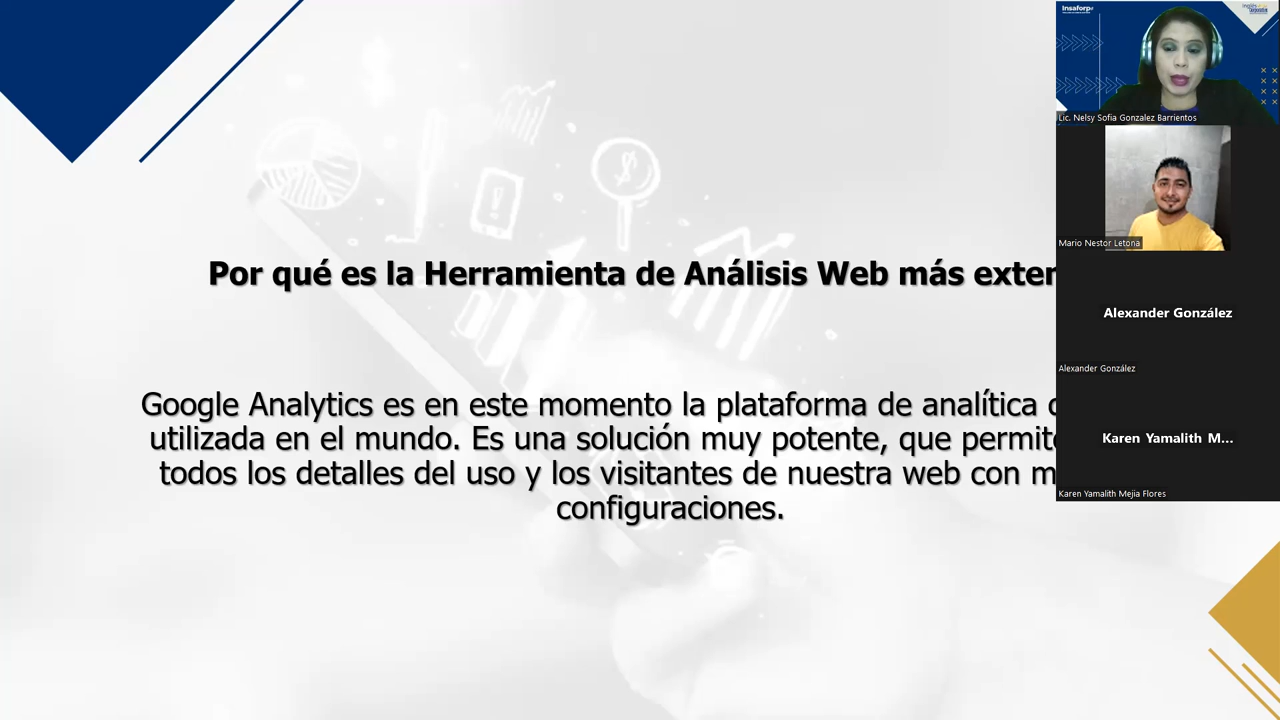 Por qué es la Herramienta de Análisis Web más
Google Analytics es en este momento la plataforma de analítica
utilizada en el mundo. Es una solución muy potente, que
todos los detalles del uso y los visitantes de nuestra web con
configuraciones.
Insaforp
Lic. Nelsy Sofia Gonzalez Barrientos
Mario Nestor Letona
Alexander González
Alexander González
Karen Yamalith M...
Karen Yamalith Mejia Flores